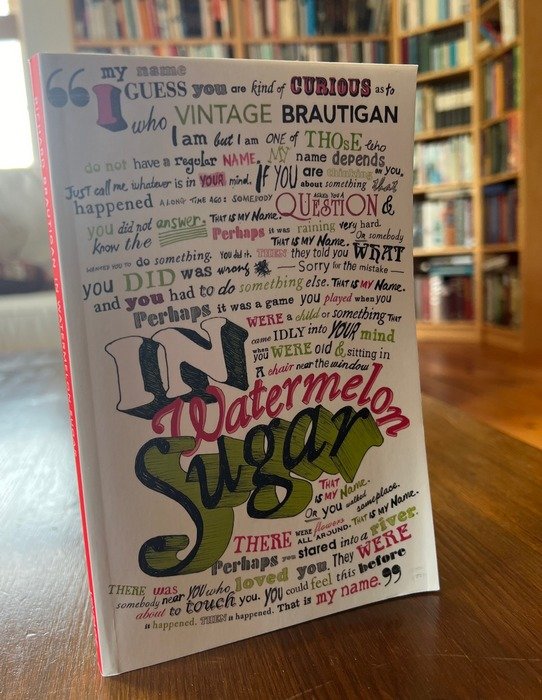 “ my name
I GUESS you are kind of CURIOUS as to
who VINTAGE BRAUTIGAN
I am but I am ONE of THOSE who
do not have a regular NAME. MY name depends on you.
Just call me whatever is in YOUR mind. IF YOU are thinking
about something that
happened A LONG TIME AGO: SOMEBODY asked you a QUESTION &
you did not answer. THAT IS MY Name.
know the Perhaps it was raining very hard.
THAT IS MY Name. Or somebody
WANTED YOU TO do something. You did it. THEN they told you WHAT
you DID was wrong — Sorry for the mistake —
and you had to do something else. THAT IS MY Name.
Perhaps it was a game you played when you
WERE a child or something THAT
came IDLY into YOUR mind
when you WERE old & sitting in
A chair near the window
IN
Watermelon
Sugar
THAT
is MY Name.
OR you walked someplace.
THERE WERE flowers ALL AROUND. THAT IS MY Name.
Perhaps you stared into a river.
THERE was somebody near YOU who loved you. They WERE
about to touch you. YOU could feel this before
it happened. THEN it happened. That is my name. ”
RICHARD BRAUTIGAN IN WATERMELON SUGAR